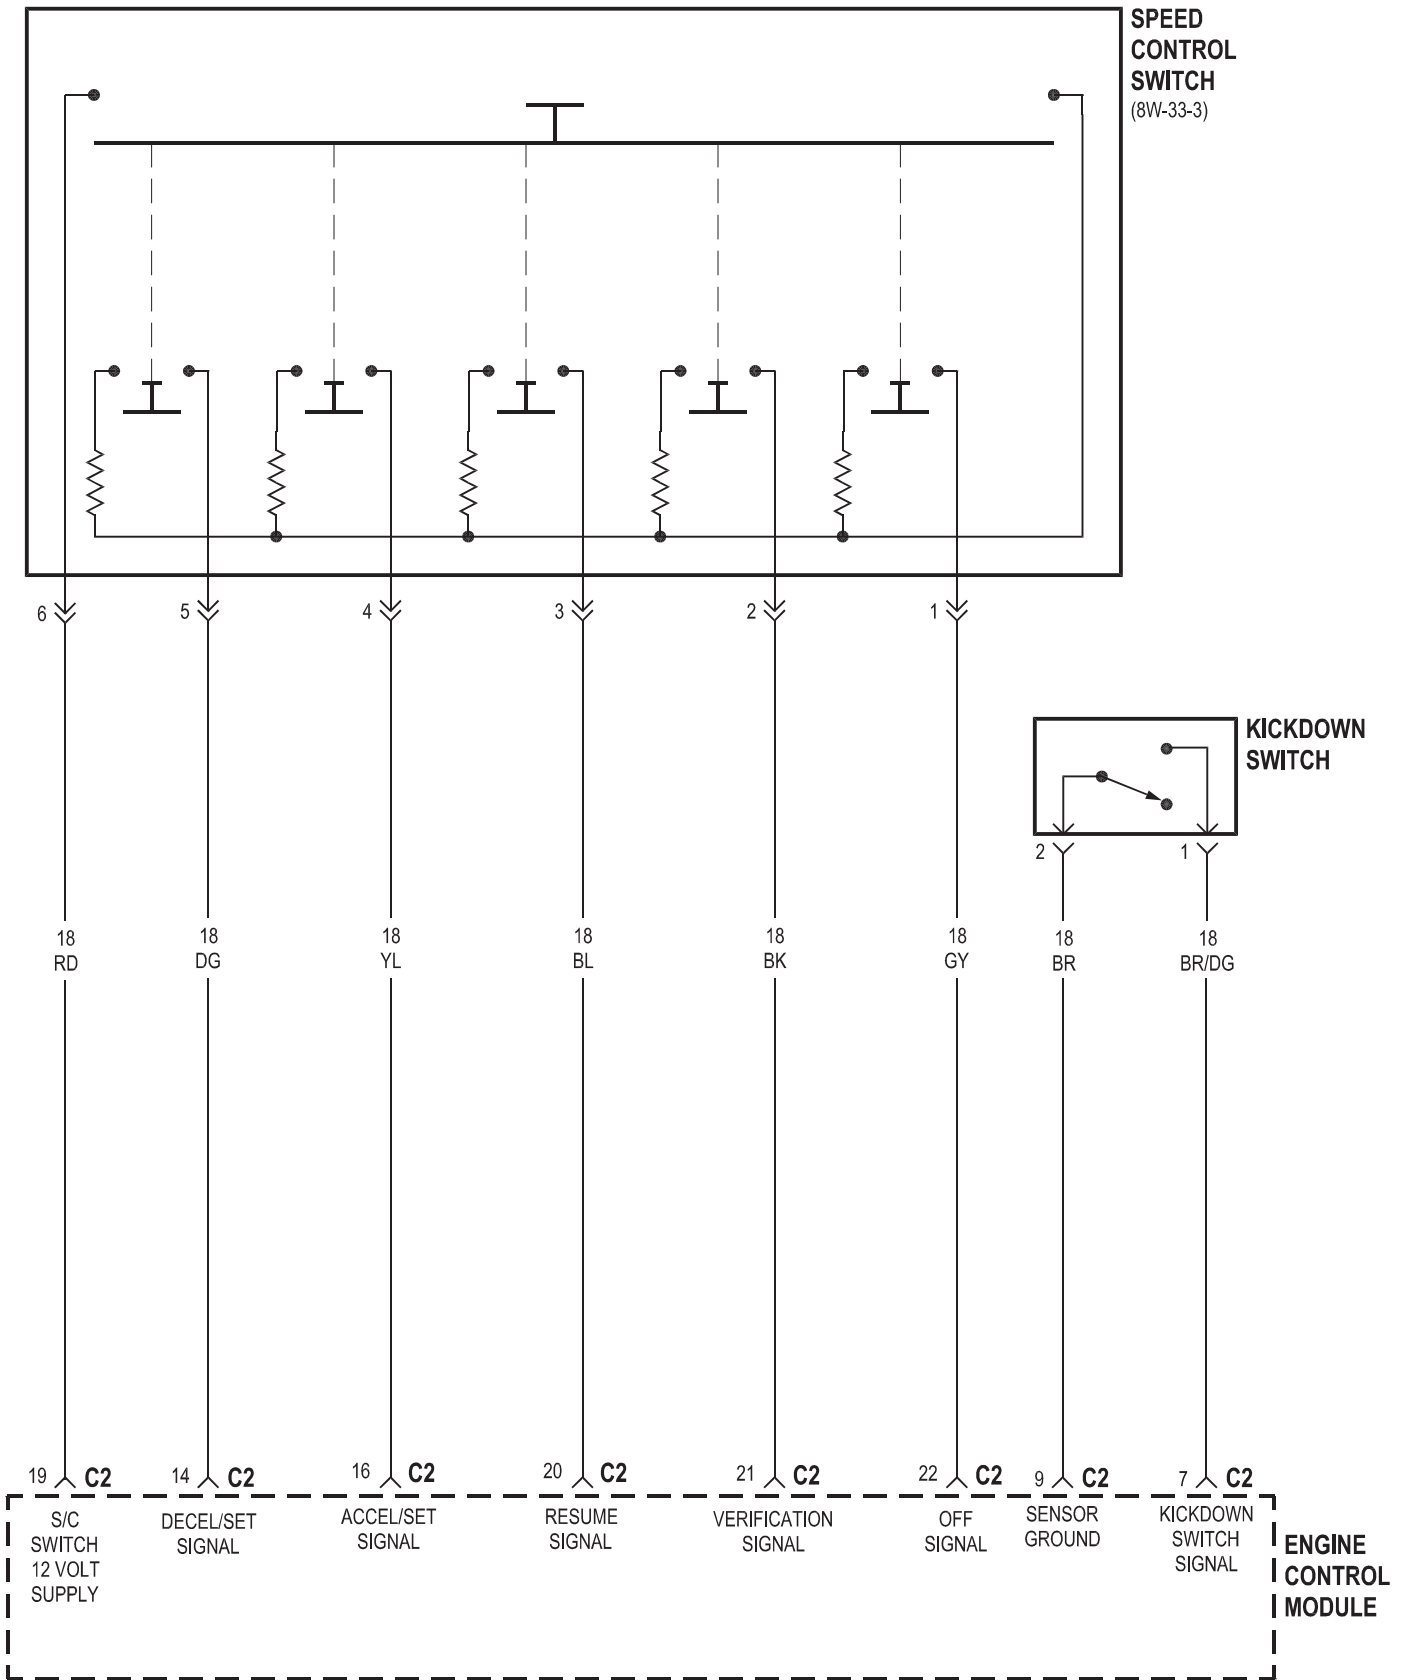 SPEED
CONTROL
SWITCH
(8W-33-3)
6
5
4
3
2
1
KICKDOWN
SWITCH
2
1
18
RD
18
DG
18
YL
18
BL
18
BK
18
GY
18
BR
18
BR/DG
19 C2
14 C2
16 C2
20 C2
21 C2
22 C2
9 C2
7 C2
S/C
SWITCH
12 VOLT
SUPPLY
DECEL/SET
SIGNAL
ACCEL/SET
SIGNAL
RESUME
SIGNAL
VERIFICATION
SIGNAL
OFF
SIGNAL
SENSOR
GROUND
KICKDOWN
SWITCH
SIGNAL
ENGINE
CONTROL
MODULE